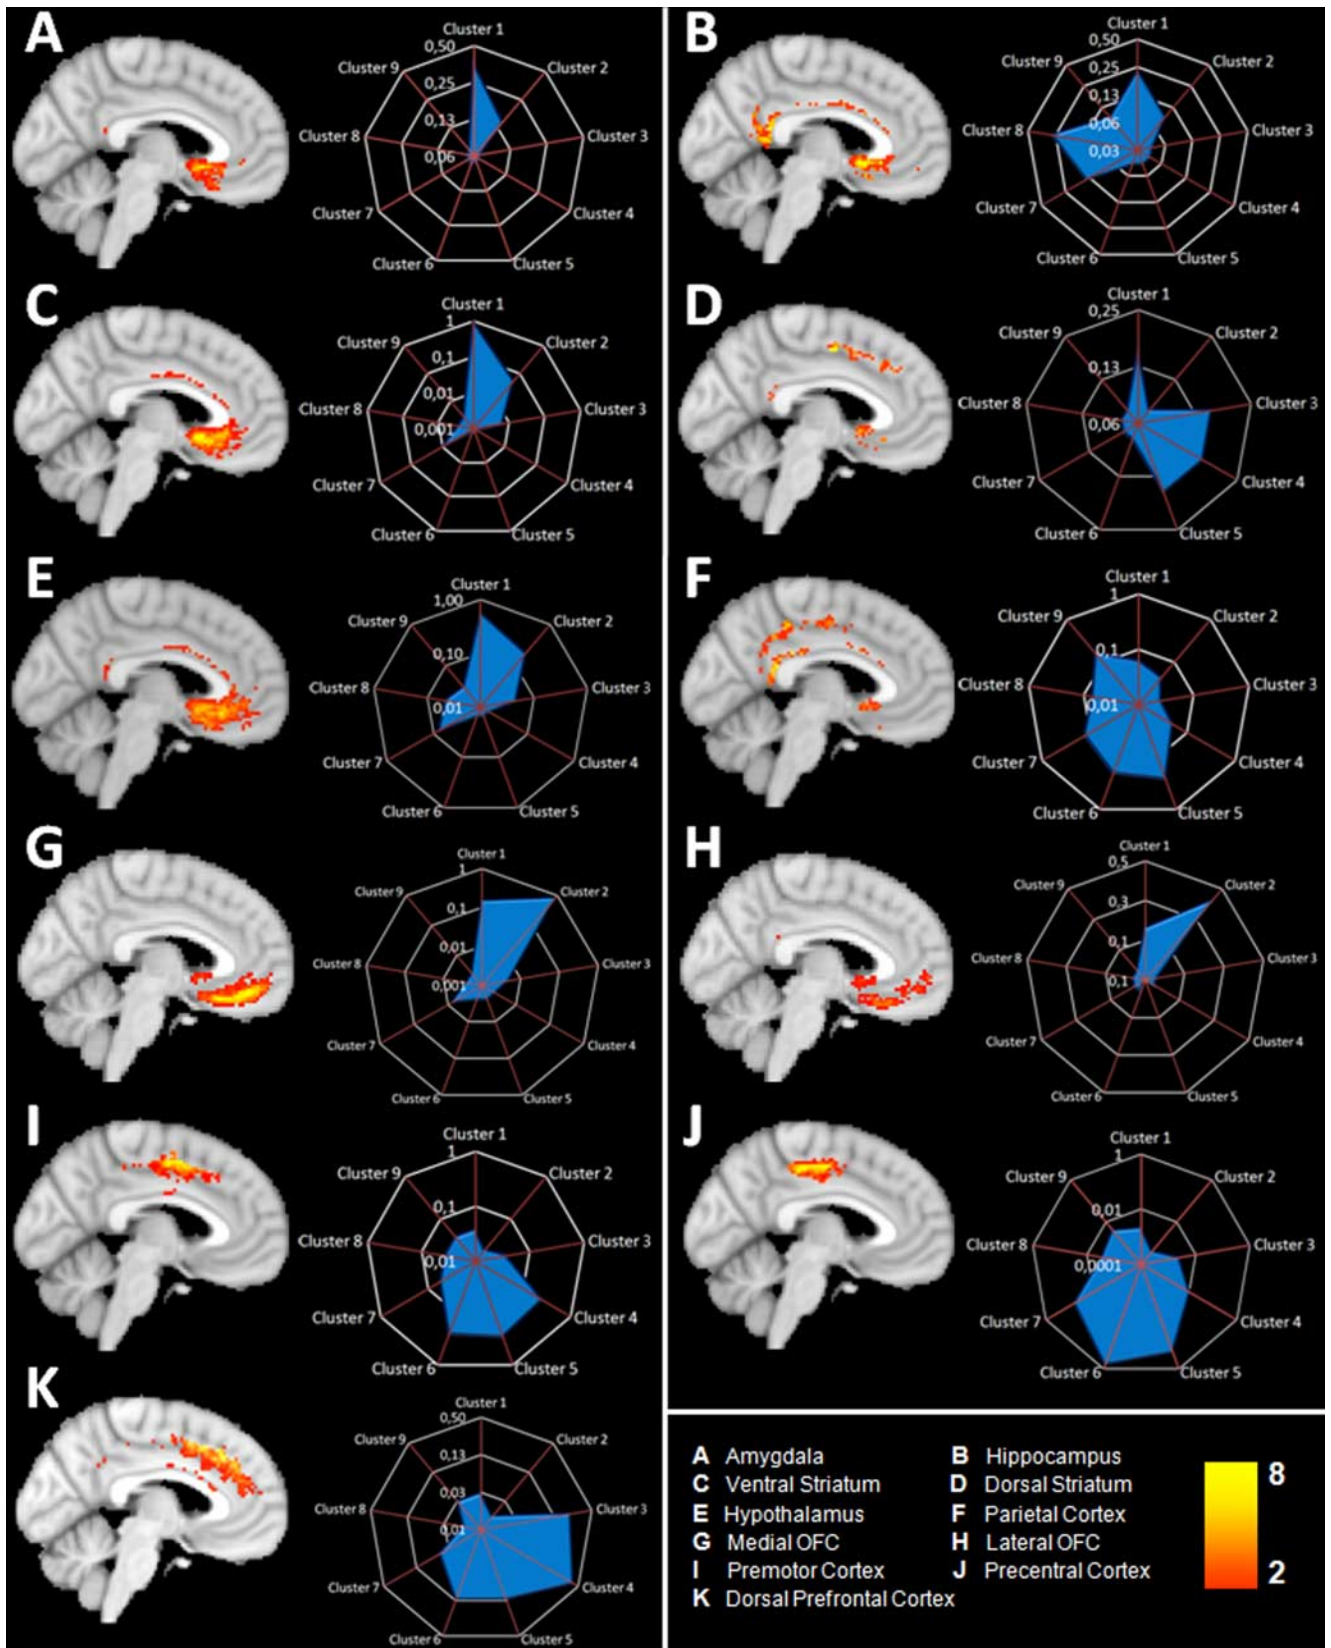 A
Cluster 1
0,50
Cluster 9
Cluster 2
0,25
0,13
Cluster 8
Cluster 3
0,06
Cluster 7
Cluster 4
Cluster 6
Cluster 5
B
Cluster 1
0,50
Cluster 9
Cluster 2
0,25
0,13
0,06
Cluster 8
Cluster 3
0,03
Cluster 7
Cluster 4
Cluster 6
Cluster 5
C
Cluster 1
1
Cluster 9
Cluster 2
0,1
0,01
Cluster 8
Cluster 3
0,001
Cluster 7
Cluster 4
Cluster 6
Cluster 5
D
Cluster 1
0,25
Cluster 9
Cluster 2
0,13
Cluster 8
Cluster 3
0,06
Cluster 7
Cluster 4
Cluster 6
Cluster 5
E
Cluster 1
1,00
Cluster 9
Cluster 2
0,10
Cluster 8
Cluster 3
0,01
Cluster 7
Cluster 4
Cluster 6
Cluster 5
F
Cluster 1
1
Cluster 9
Cluster 2
0,1
Cluster 8
Cluster 3
0,01
Cluster 7
Cluster 4
Cluster 6
Cluster 5
G
Cluster 1
1
Cluster 9
Cluster 2
0,1
0,01
Cluster 8
Cluster 3
0,001
Cluster 7
Cluster 4
Cluster 6
Cluster 5
H
Cluster 1
0,5
Cluster 9
Cluster 2
0,3
0,1
Cluster 8
Cluster 3
0,1
Cluster 7
Cluster 4
Cluster 6
Cluster 5
I
Cluster 1
1
Cluster 9
Cluster 2
0,1
Cluster 8
Cluster 3
0,01
Cluster 7
Cluster 4
Cluster 6
Cluster 5
J
Cluster 1
1
Cluster 9
Cluster 2
0,01
Cluster 8
Cluster 3
0,0001
Cluster 7
Cluster 4
Cluster 6
Cluster 5
K
Cluster 1
0,50
Cluster 9
Cluster 2
0,13
0,03
Cluster 8
Cluster 3
0,01
Cluster 7
Cluster 4
Cluster 6
Cluster 5
A Amygdala B Hippocampus
C Ventral Striatum D Dorsal Striatum
E Hypothalamus F Parietal Cortex
G Medial OFC H Lateral OFC
I Premotor Cortex J Precentral Cortex
K Dorsal Prefrontal Cortex
8
2